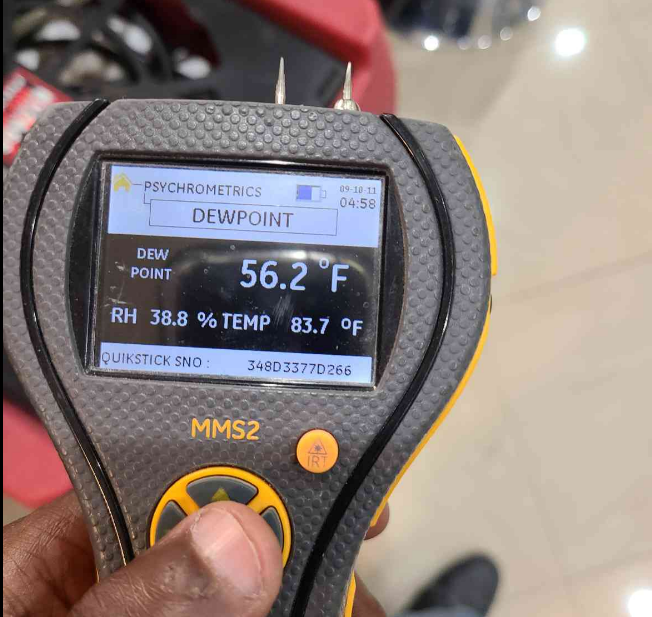 PSYCHROMETRICS
09-10-11
04:58
DEWPOINT
DEW
POINT
56.2 °F
RH 38.8 % TEMP 83.7 °F
QUIKSTICK SNO : 348D3377D266
MMS2
IRT